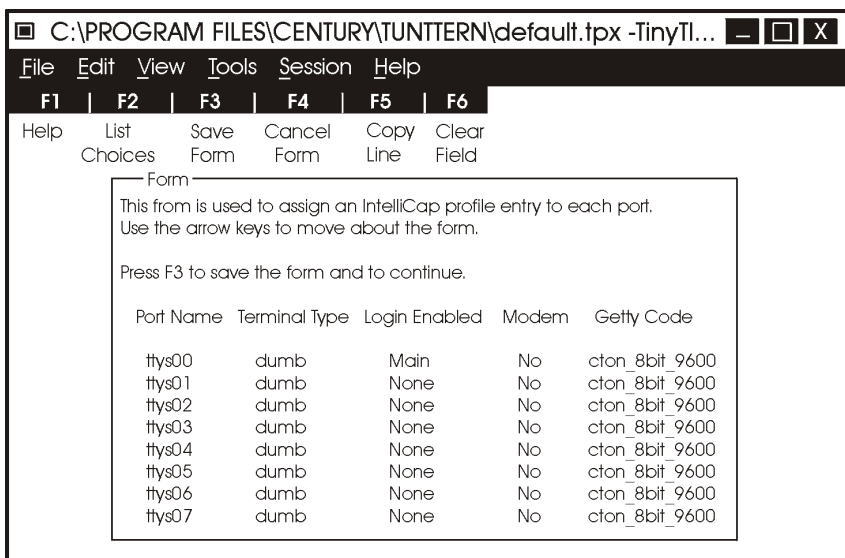 C:\PROGRAM FILES\CENTURY\TUNTTERN\default.tpx -TinyTl... _ X
File Edit View Tools Session Help
F1 | F2 | F3 | F4 | F5 | F6
Help List Save Cancel Copy Clear
Choices Form Form Line Field
Form
This from is used to assign an IntelliCap profile entry to each port.
Use the arrow keys to move about the form.
Press F3 to save the form and to continue.
Port Name Terminal Type Login Enabled Modem Getty Code
ttys00 dumb Main No cton_8bit_9600
ttys01 dumb None No cton_8bit_9600
ttys02 dumb None No cton_8bit_9600
ttys03 dumb None No cton_8bit_9600
ttys04 dumb None No cton_8bit_9600
ttys05 dumb None No cton_8bit_9600
ttys06 dumb None No cton_8bit_9600
ttys07 dumb None No cton_8bit_9600